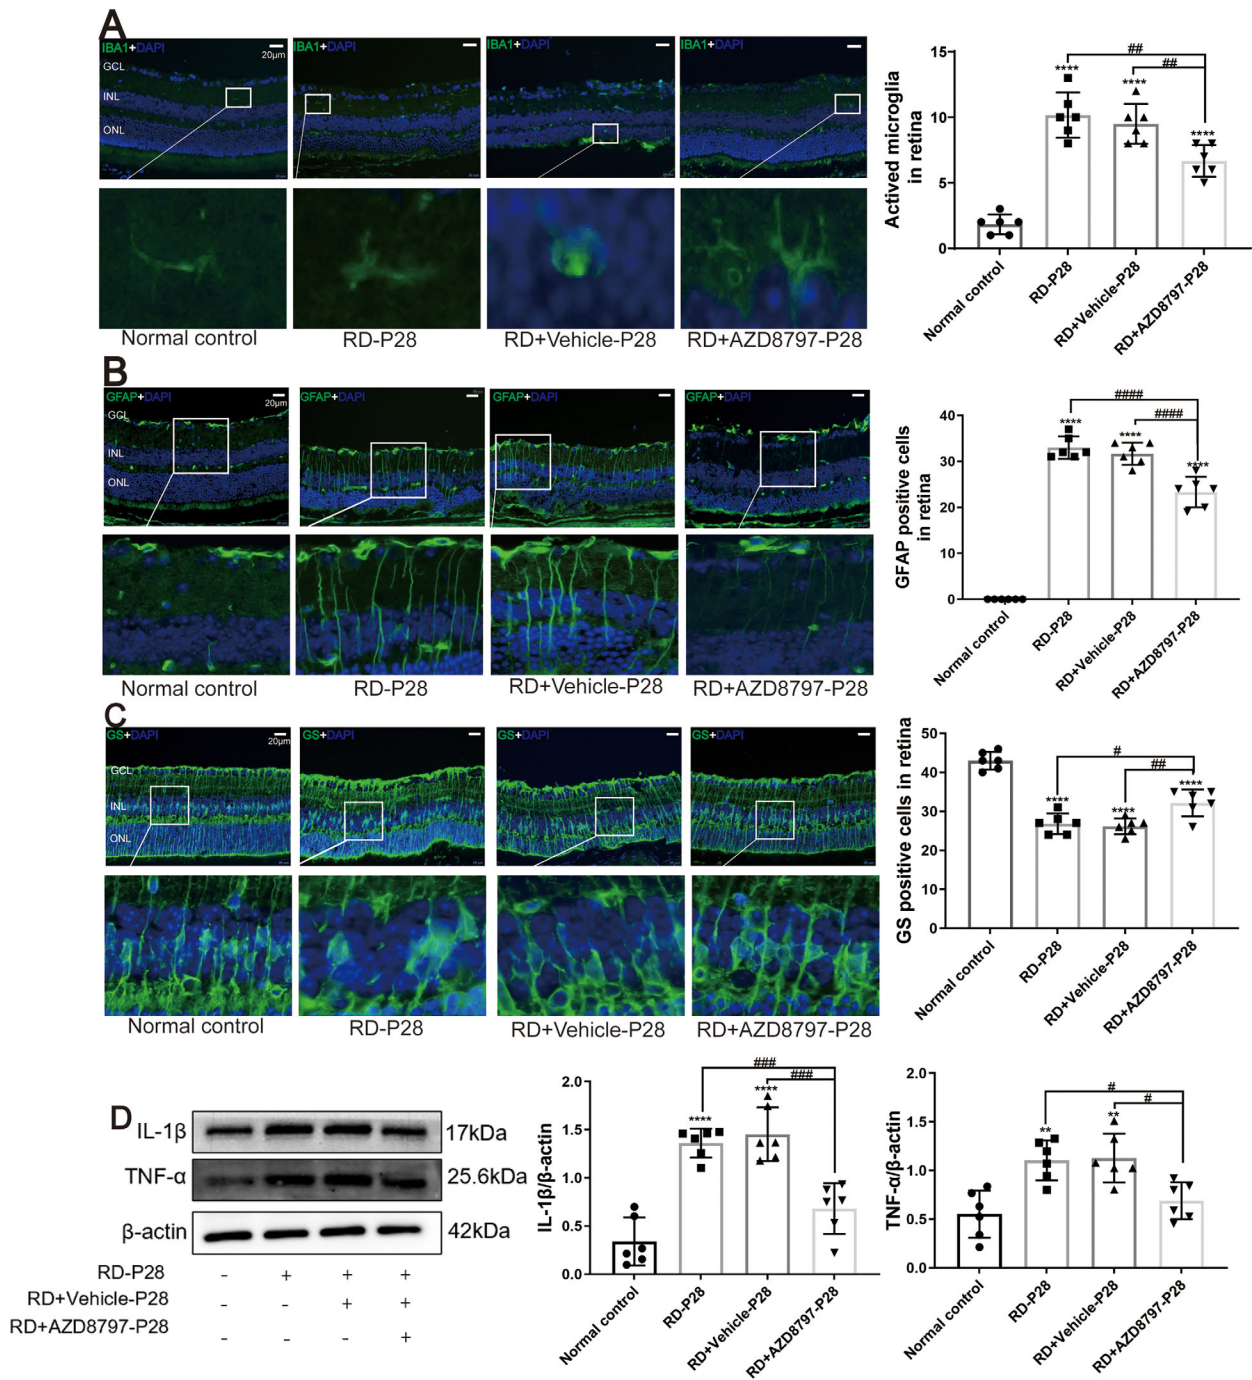 A
IBA1+DAPI
20μm
GCL
INL
ONL
IBA1+DAPI
IBA1+DAPI
IBA1+DAPI
Normal control
RD-P28
RD+Vehicle-P28
RD+AZD8797-P28
Actived microglia
in retina
15
10
5
0
****
****
****
##
##
Normal control
RD-P28
RD+Vehicle-P28
RD+AZD8797-P28
B
GFAP+DAPI
20μm
GCL
INL
ONL
GFAP+DAPI
GFAP+DAPI
GFAP+DAPI
Normal control
RD-P28
RD+Vehicle-P28
RD+AZD8797-P28
GFAP positive cells
in retina
40
30
20
10
0
****
****
****
####
####
Normal control
RD-P28
RD+Vehicle-P28
RD+AZD8797-P28
C
GS+DAPI
20μm
GCL
INL
ONL
GS+DAPI
GS+DAPI
GS+DAPI
Normal control
RD-P28
RD+Vehicle-P28
RD+AZD8797-P28
GS positive cells in retina
50
40
30
20
10
0
****
****
****
#
##
Normal control
RD-P28
RD+Vehicle-P28
RD+AZD8797-P28
D
IL-1β
17kDa
TNF-α
25.6kDa
β-actin
42kDa
RD-P28 - + + +
RD+Vehicle-P28 - - + +
RD+AZD8797-P28 - - - +
IL-1β/β-actin
2.0
1.5
1.0
0.5
0.0
****
****
###
###
Normal control
RD-P28
RD+Vehicle-P28
RD+AZD8797-P28
TNF-α/β-actin
2.0
1.5
1.0
0.5
0.0
**
**
#
#
Normal control
RD-P28
RD+Vehicle-P28
RD+AZD8797-P28